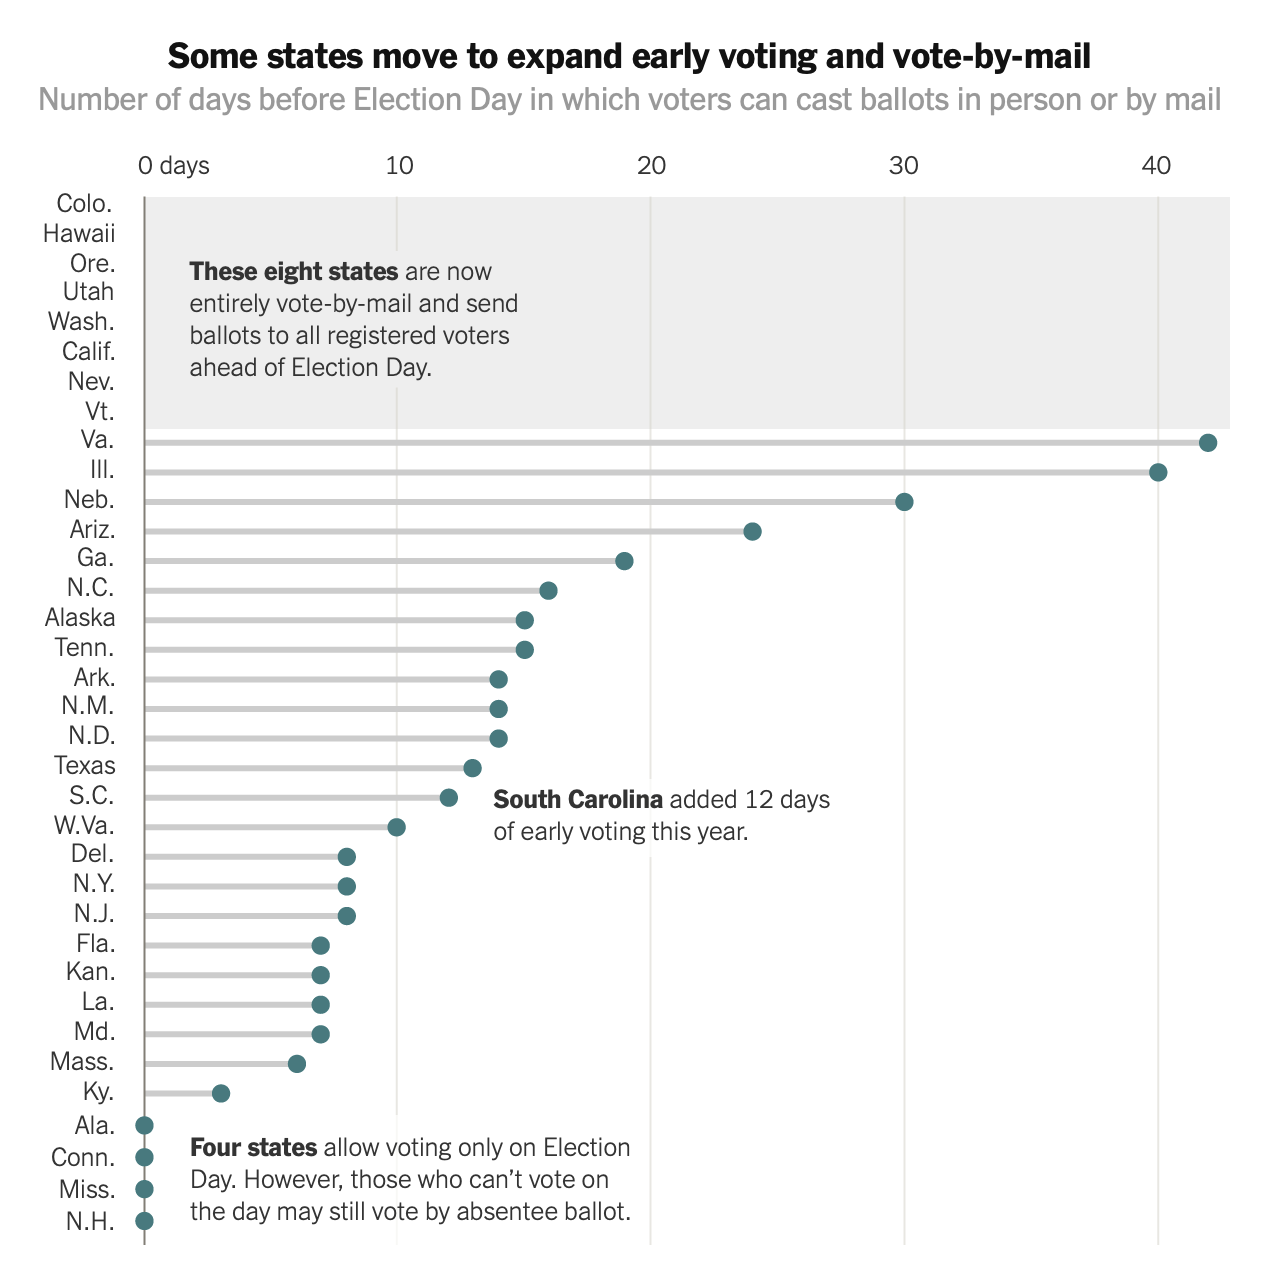 Some states move to expand early voting and vote-by-mail
Number of days before Election Day in which voters can cast ballots in person or by mail
0 days 10 20 30 40
Colo.
Hawaii
Ore.
Utah
Wash.
Calif.
Nev.
Vt.
These eight states are now
entirely vote-by-mail and send
ballots to all registered voters
ahead of Election Day.
Va.
Ill.
Neb.
Ariz.
Ga.
N.C.
Alaska
Tenn.
Ark.
N.M.
N.D.
Texas
S.C.
South Carolina added 12 days
of early voting this year.
W.Va.
Del.
N.Y.
N.J.
Fla.
Kan.
La.
Md.
Mass.
Ky.
Ala.
Conn.
Miss.
N.H.
Four states allow voting only on Election
Day. However, those who can’t vote on
the day may still vote by absentee ballot.